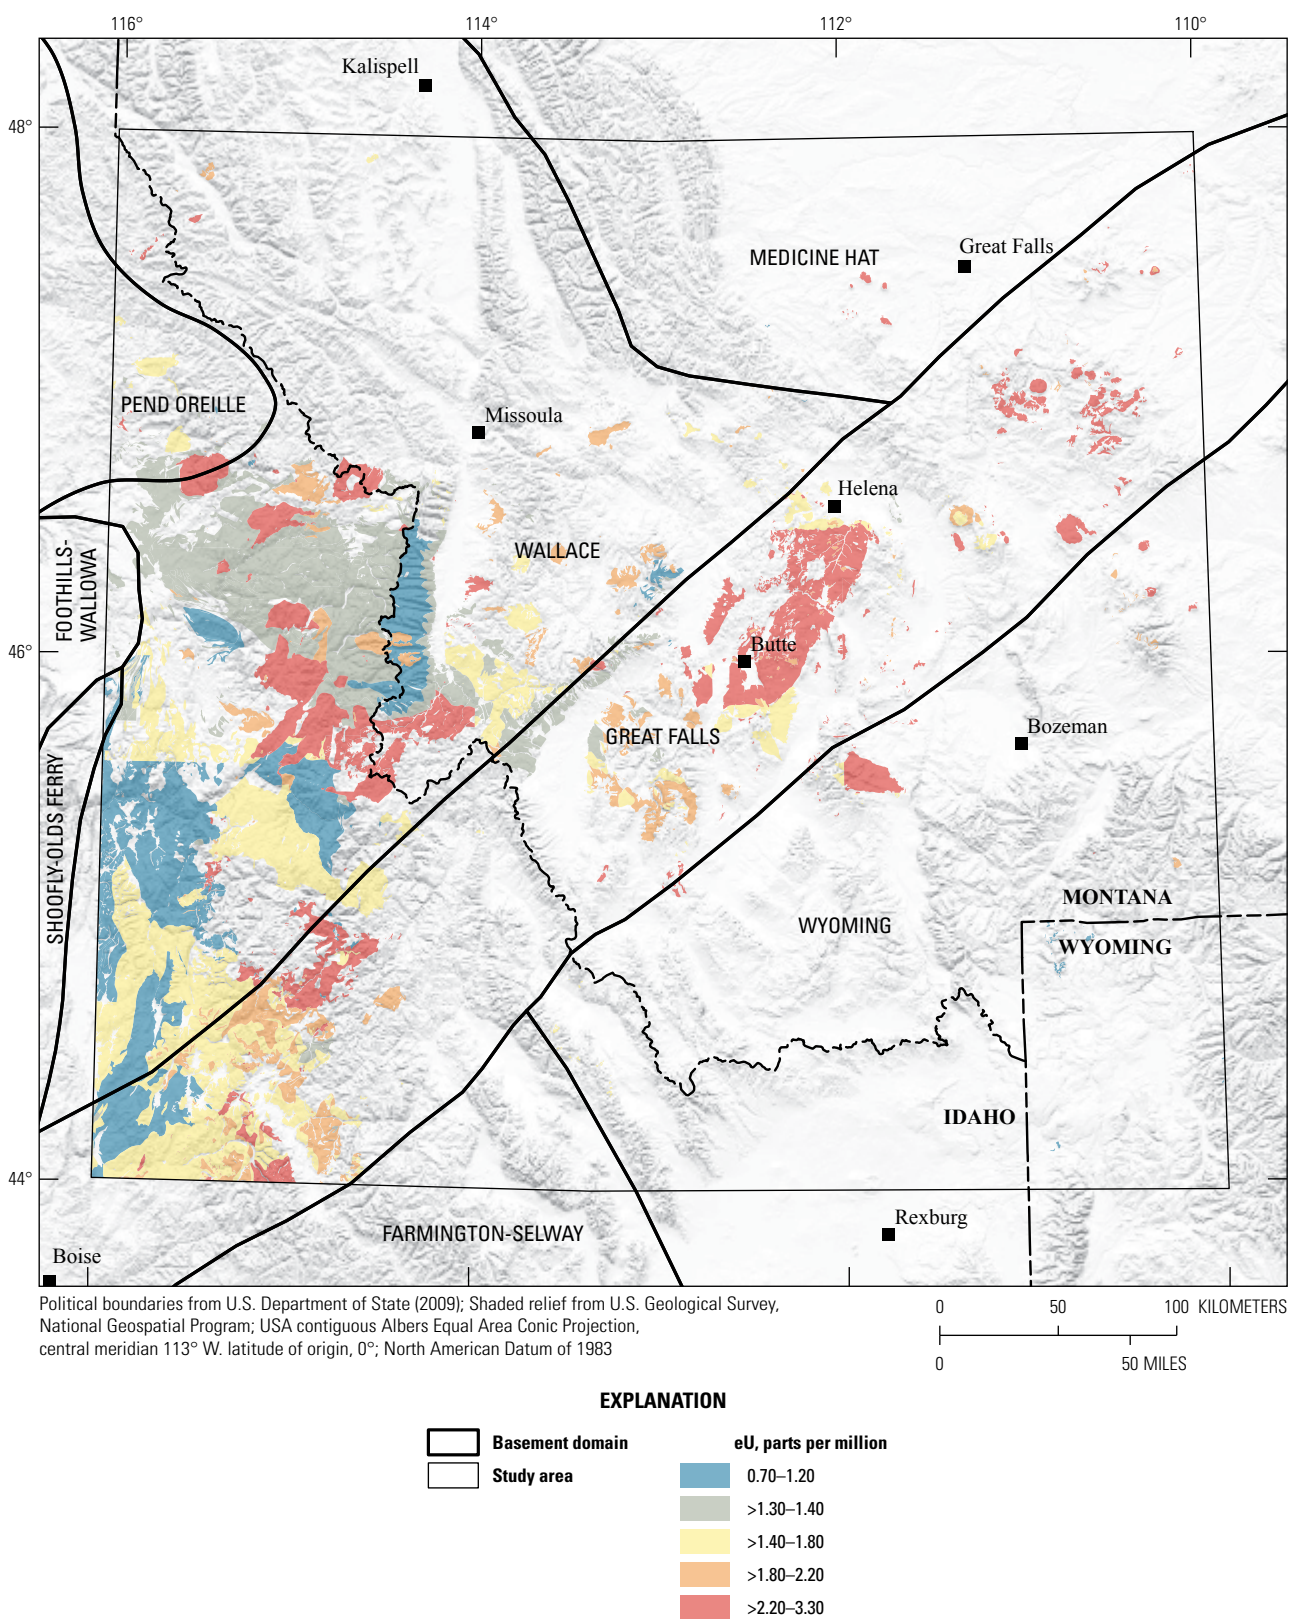 116°
114°
112°
110°
Kalispell
48°
MEDICINE HAT
Great Falls
PEND OREILLE
Missoula
Helena
WALLACE
FOOTHILLS-
WALLOWA
46°
Butte
GREAT FALLS
Bozeman
SHOOFLY-OLDS FERRY
MONTANA
WYOMING
WYOMING
IDAHO
44°
FARMINGTON-SELWAY
Rexburg
Boise
Political boundaries from U.S. Department of State (2009); Shaded relief from U.S. Geological Survey,
National Geospatial Program; USA contiguous Albers Equal Area Conic Projection,
central meridian 113° W. latitude of origin, 0°; North American Datum of 1983
0 50 100 KILOMETERS
0 50 MILES
EXPLANATION
Basement domain
Study area
eU, parts per million
0.70–1.20
>1.30–1.40
>1.40–1.80
>1.80–2.20
>2.20–3.30